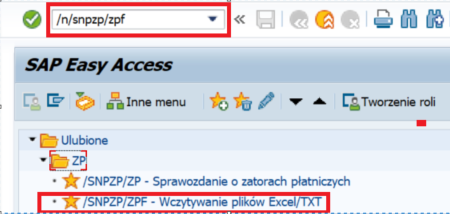 /n/snpzp/zpf
SAP Easy Access
Inne menu
Tworzenie roli
Ulubione
ZP
/SNPZP/ZP - Sprawozdanie o zatorach płatniczych
/SNPZP/ZPF - Wczytywanie plików Excel/TXT